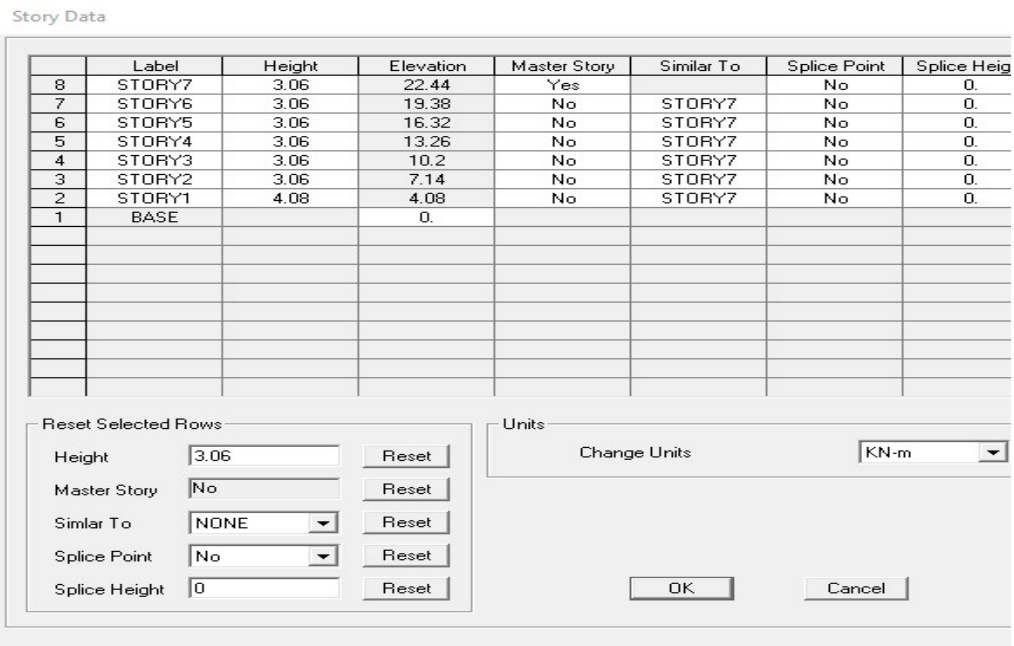 Story Data
Label Height Elevation Master Story Similar To Splice Point Splice Heig
8 STORY7 3.06 22.44 Yes No 0.
7 STORY6 3.06 19.38 No STORY7 No 0.
6 STORY5 3.06 16.32 No STORY7 No 0.
5 STORY4 3.06 13.26 No STORY7 No 0.
4 STORY3 3.06 10.2 No STORY7 No 0.
3 STORY2 3.06 7.14 No STORY7 No 0.
2 STORY1 4.08 4.08 No STORY7 No 0.
1 BASE 0.
Reset Selected Rows
Height 3.06 Reset
Master Story No Reset
Simlar To NONE Reset
Splice Point No Reset
Splice Height 0 Reset
Units
Change Units KN-m
OK Cancel